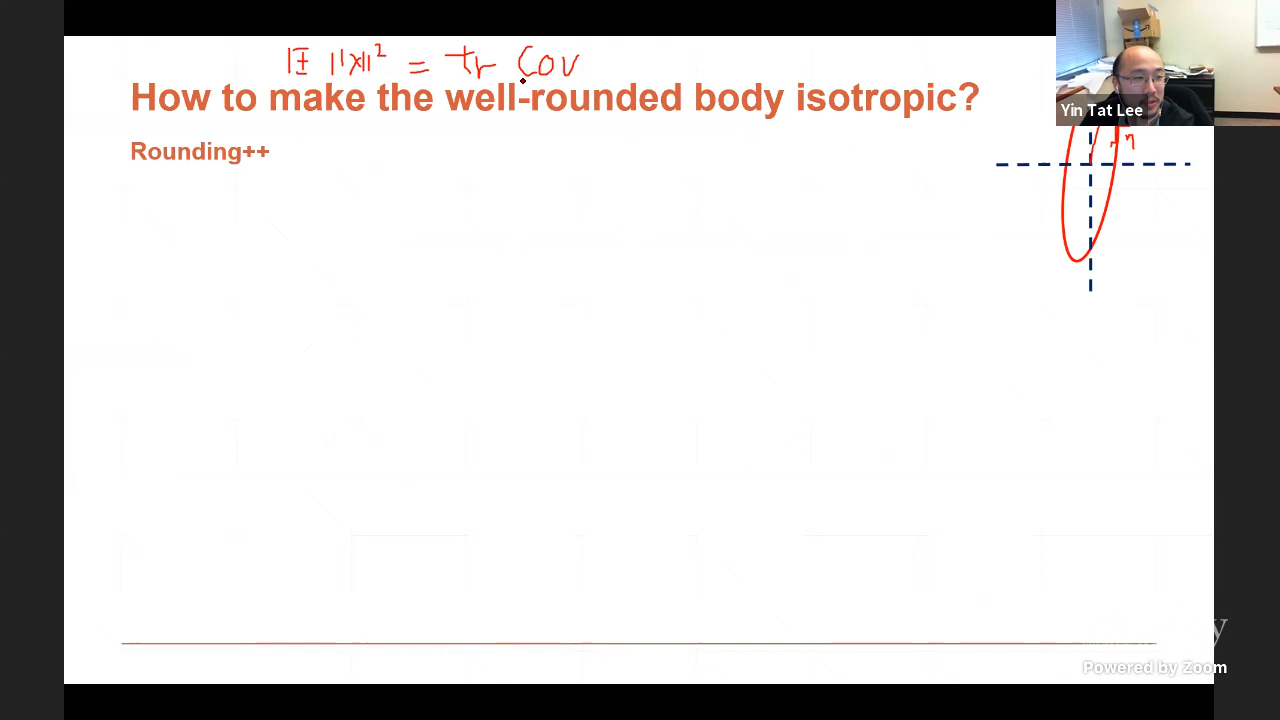 𝔼 ||x||² = tr Cov
How to make the well-rounded body isotropic?
Rounding++
Yin Tat Lee
√n
y
Powered by Zoom